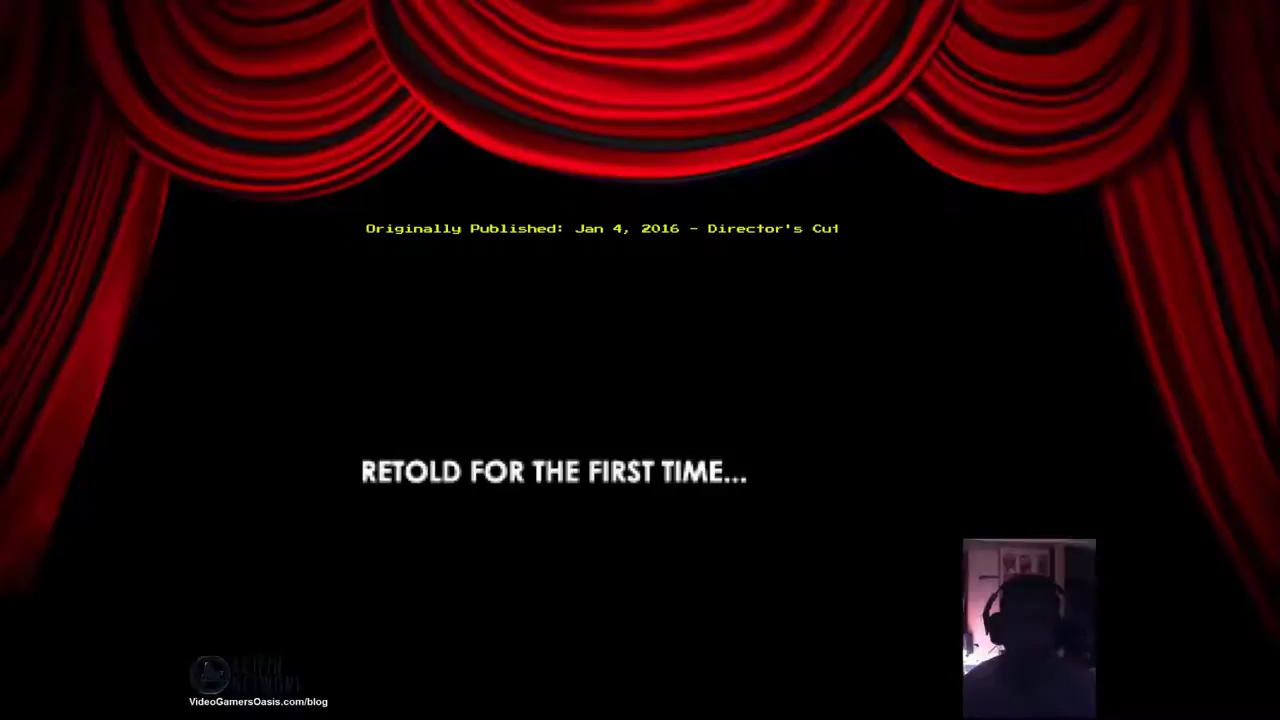 Originally Published: Jan 4, 2016 - Director's Cut
RETOLD FOR THE FIRST TIME...
VideoGamersOasis.com/blog